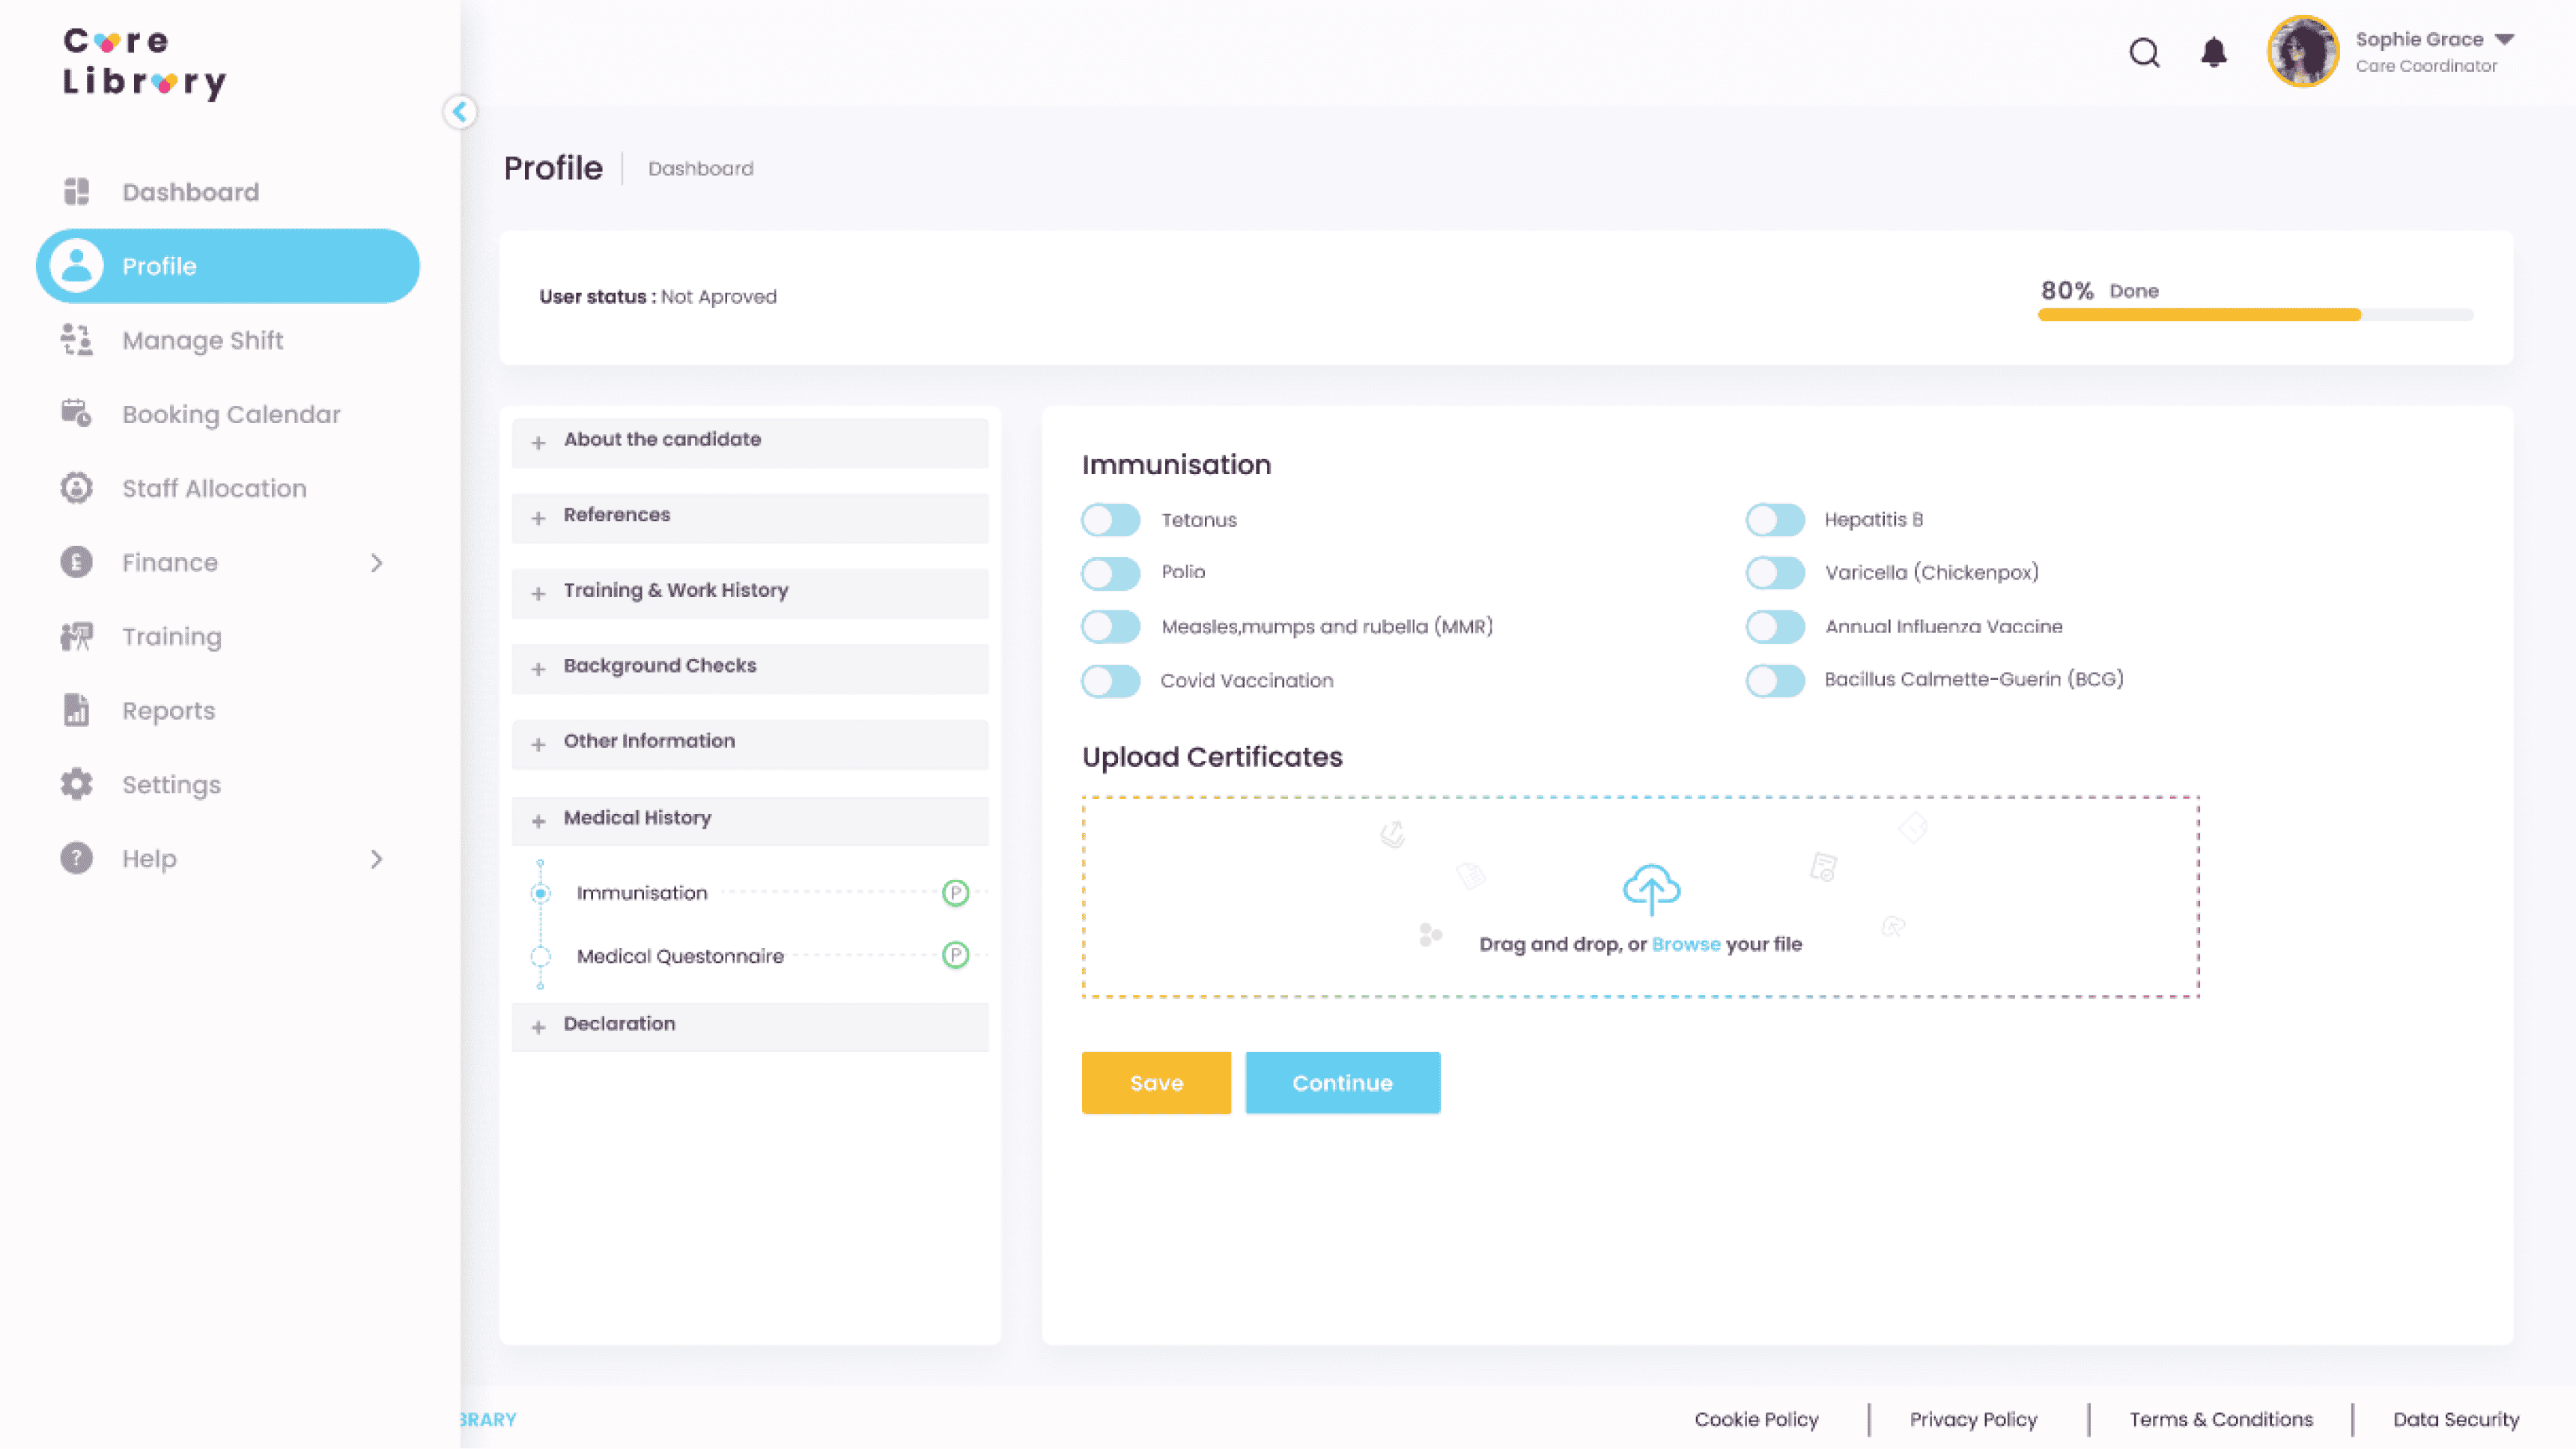 Care
Library
Sophie Grace
Care Coordinator
Profile
Dashboard
Dashboard
Profile
Manage Shift
Booking Calendar
Staff Allocation
£ Finance
Training
Reports
Settings
? Help
User status : Not Aproved
80% Done
+ About the candidate
+ References
+ Training & Work History
+ Background Checks
+ Other Information
+ Medical History
Immunisation P
Medical Questonnaire P
+ Declaration
Immunisation
Tetanus
Hepatitis B
Polio
Varicella (Chickenpox)
Measles,mumps and rubella (MMR)
Annual Influenza Vaccine
Covid Vaccination
Bacillus Calmette-Guerin (BCG)
Upload Certificates
Drag and drop, or Browse your file
Save
Continue
BRARY
Cookie Policy
Privacy Policy
Terms & Conditions
Data Security